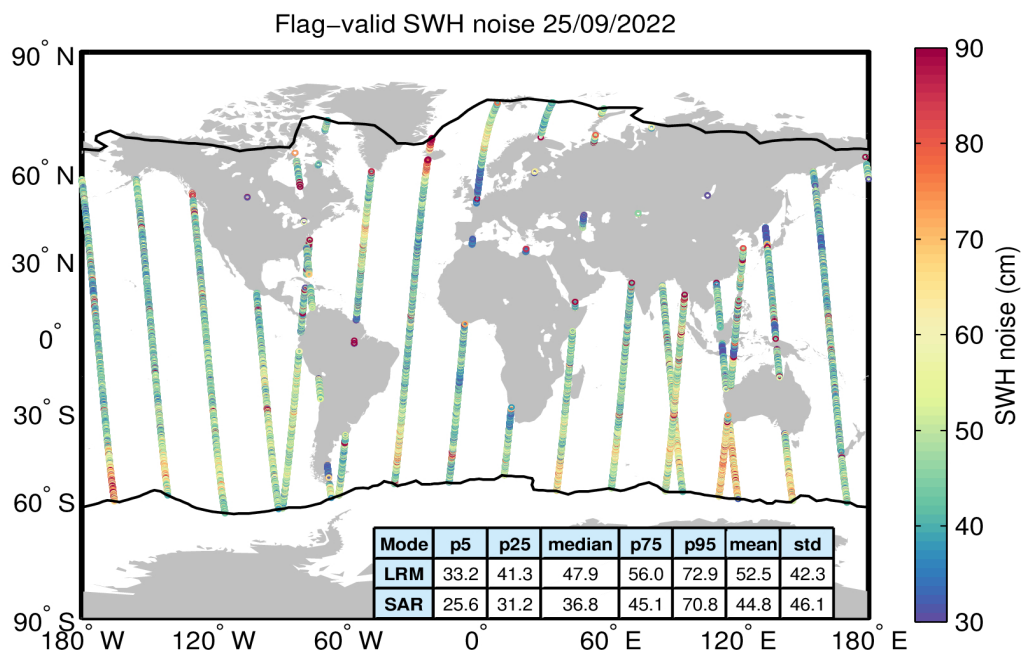 Flag−valid SWH noise 25/09/2022
90° N
60° N
30° N
0°
30° S
60° S
90° S
180° W
120° W
60° W
0°
60° E
120° E
180° E
Mode p5 p25 median p75 p95 mean std
LRM 33.2 41.3 47.9 56.0 72.9 52.5 42.3
SAR 25.6 31.2 36.8 45.1 70.8 44.8 46.1
90
80
70
60
50
40
30
SWH noise (cm)